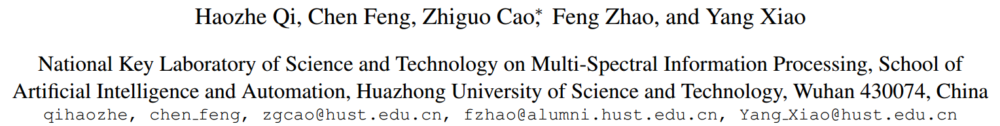 Haozhe Qi, Chen Feng, Zhiguo Cao,* Feng Zhao, and Yang Xiao
National Key Laboratory of Science and Technology on Multi-Spectral Information Processing, School of
Artificial Intelligence and Automation, Huazhong University of Science and Technology, Wuhan 430074, China
qihaozhe, chen_feng, zgcao@hust.edu.cn, fzhao@alumni.hust.edu.cn, Yang_Xiao@hust.edu.cn